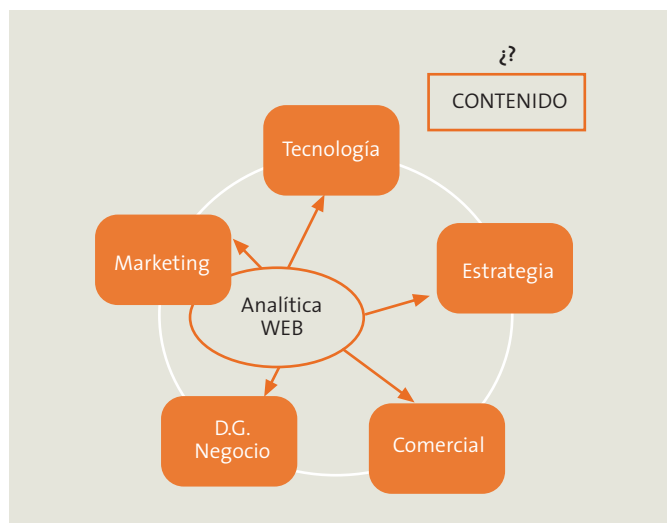 ¿?
CONTENIDO
Tecnología
Marketing
Estrategia
Analítica
WEB
D.G.
Negocio
Comercial